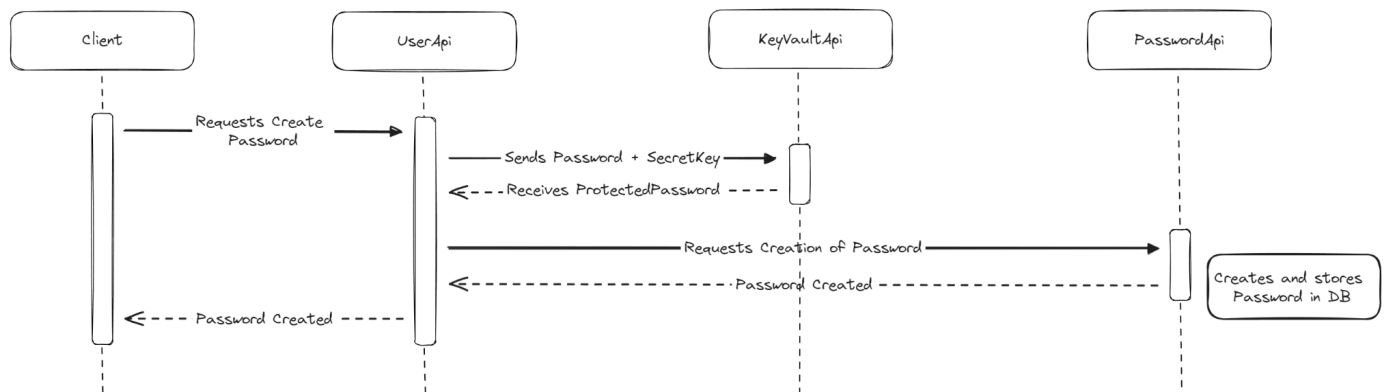 Client
UserApi
KeyVaultApi
PasswordApi
Requests Create
Password
Sends Password + SecretKey
Receives ProtectedPassword
Requests Creation of Password
Password Created
Creates and stores
Password in DB
Password Created